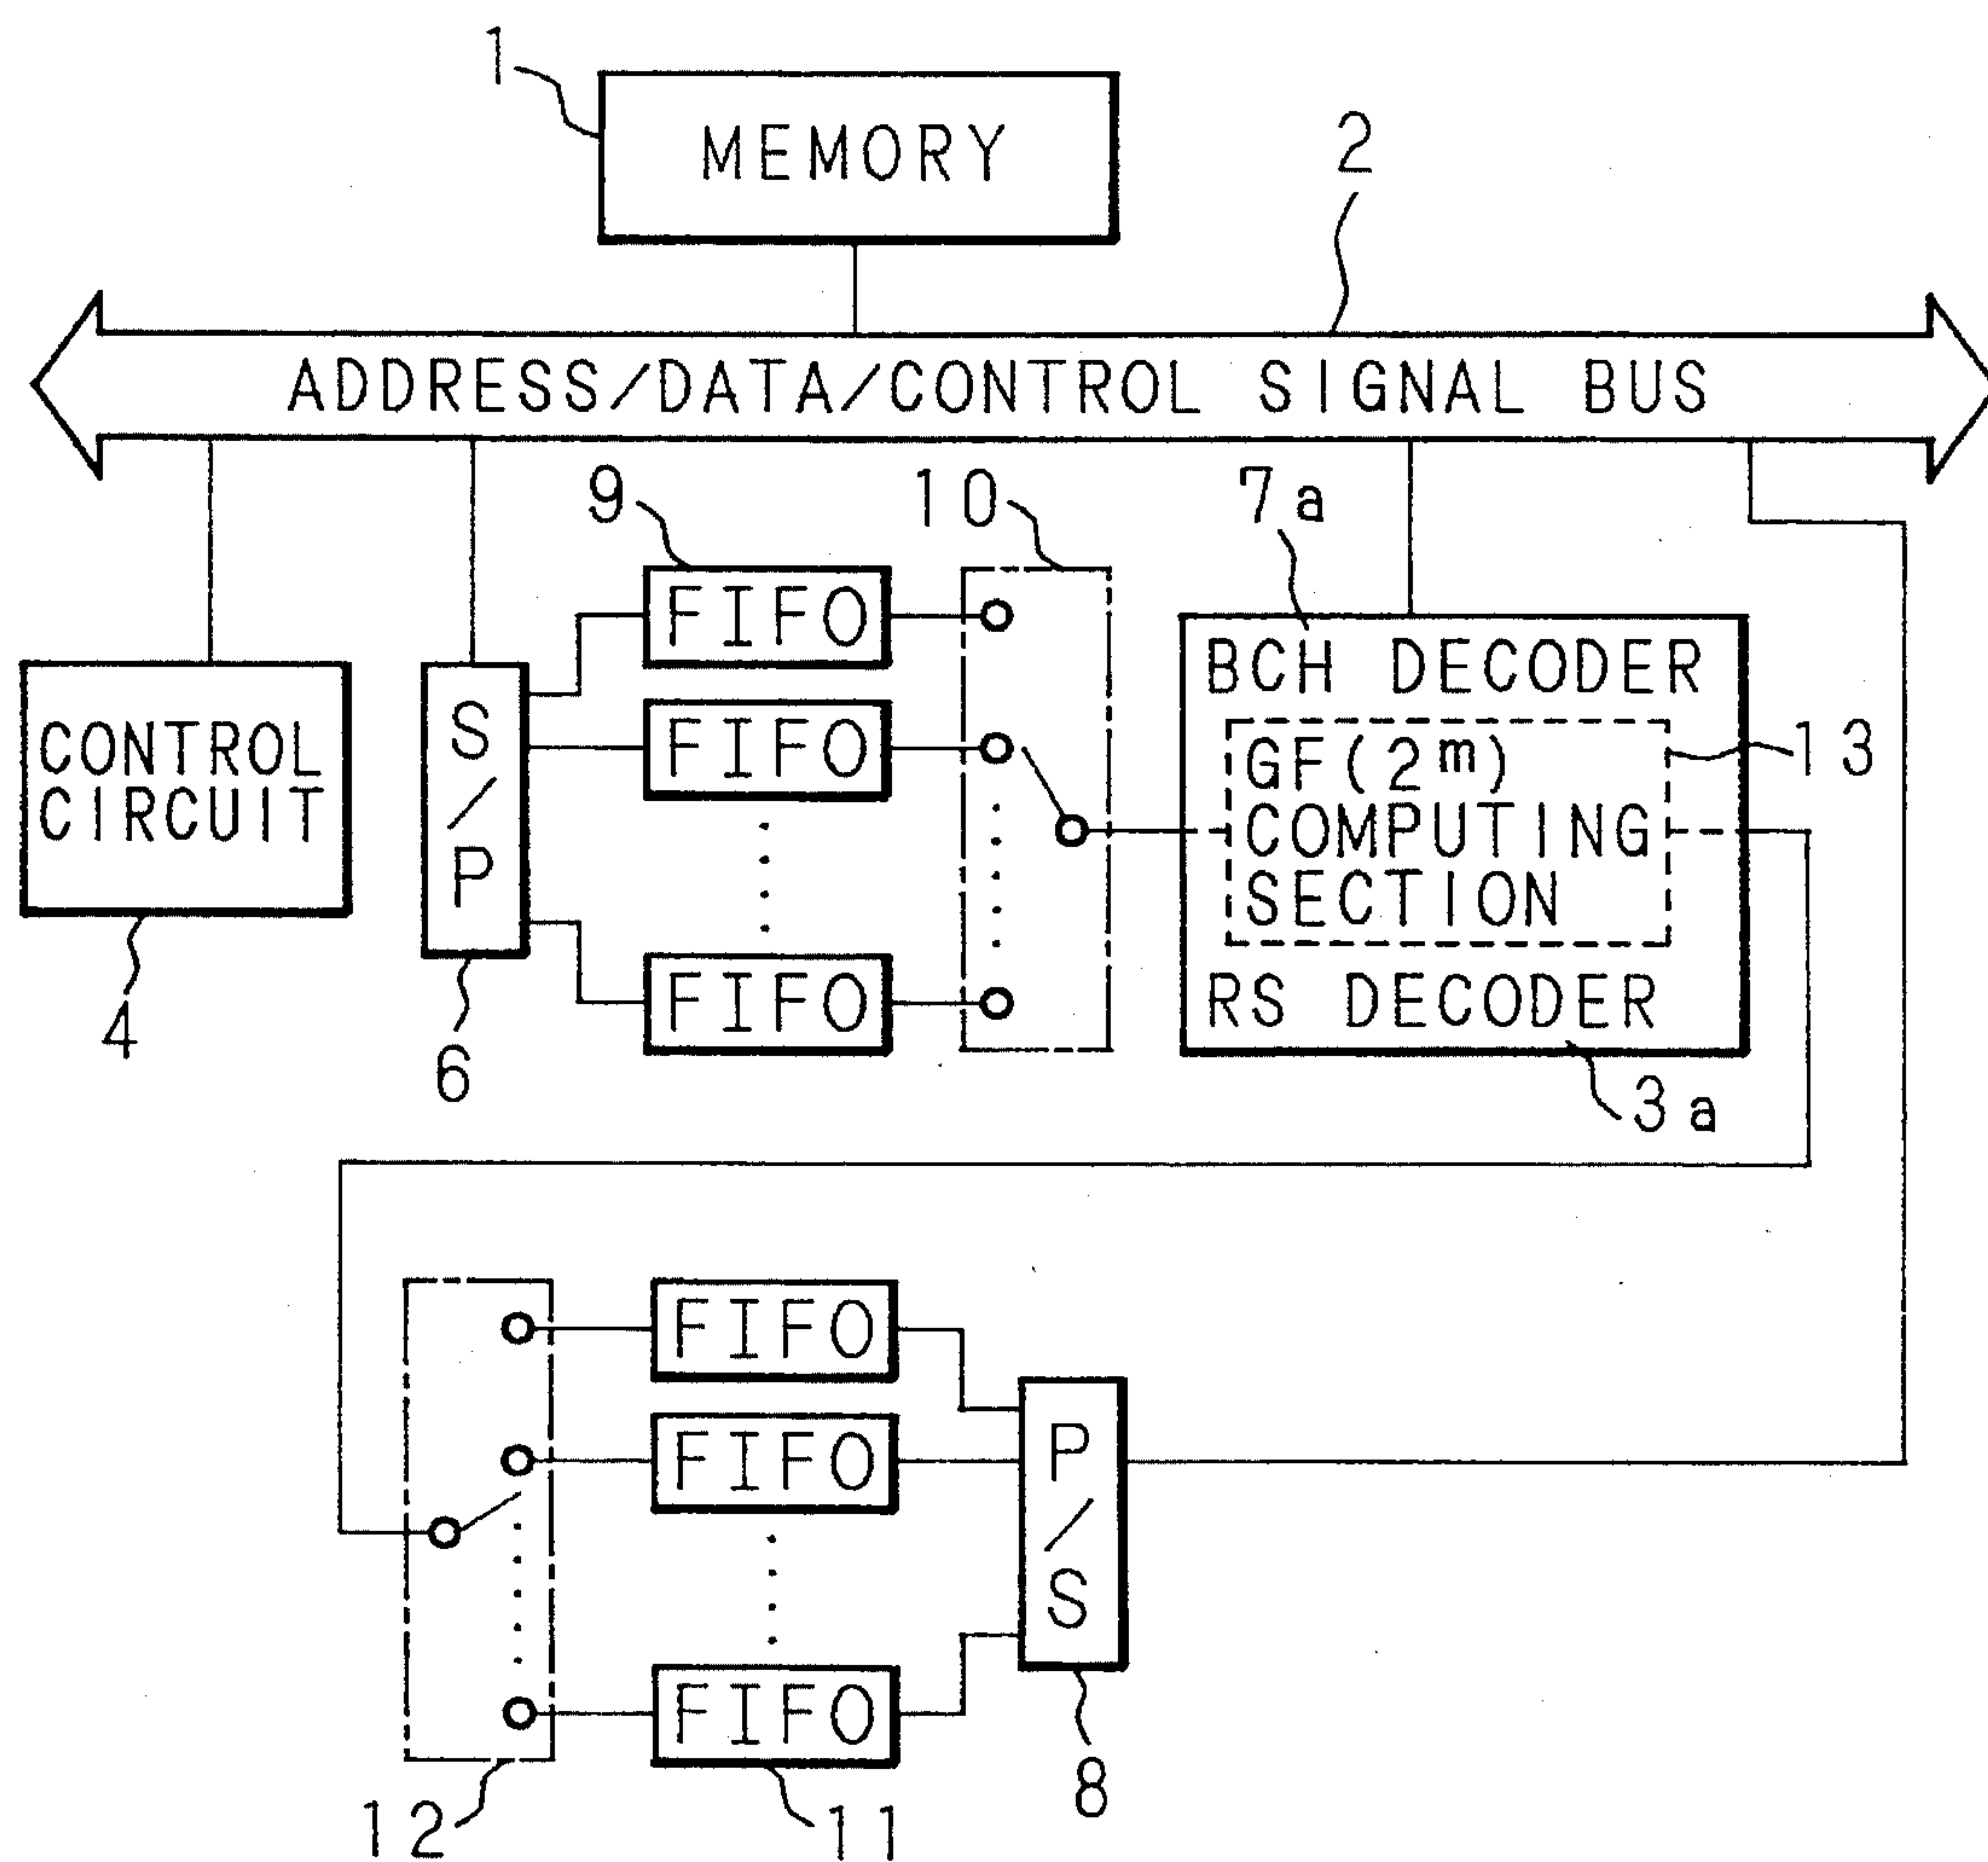 1
MEMORY
2
ADDRESS/DATA/CONTROL SIGNAL BUS
9
10
7a
FIFO
FIFO
FIFO
CONTROL
CIRCUIT
S/P
BCH DECODER
GF(2ᵐ)
COMPUTING
SECTION
RS DECODER
13
4
6
3a
FIFO
FIFO
FIFO
P/S
12
11
8